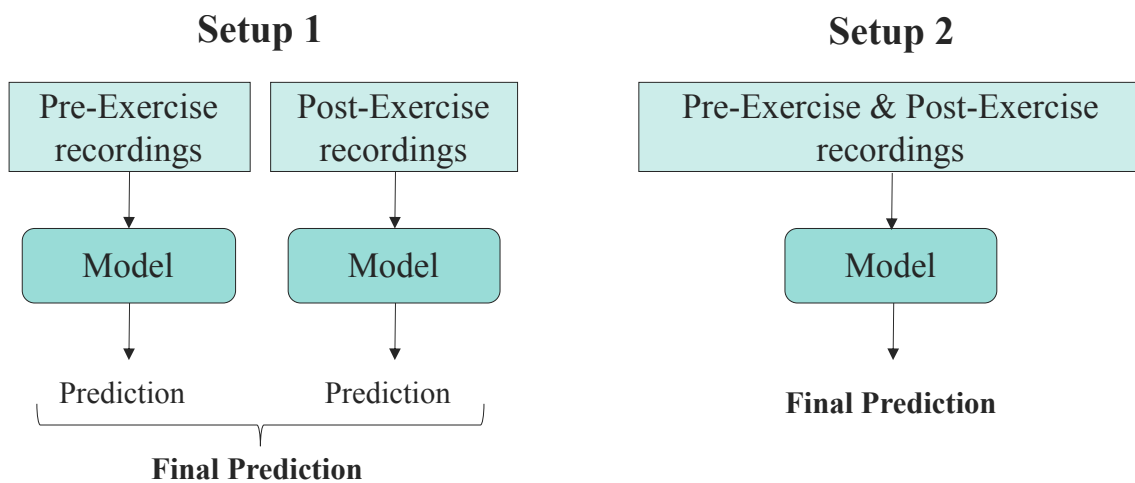 Setup 1
Pre-Exercise
recordings
Post-Exercise
recordings
Model
Model
Prediction
Prediction
Final Prediction
Setup 2
Pre-Exercise & Post-Exercise
recordings
Model
Final Prediction